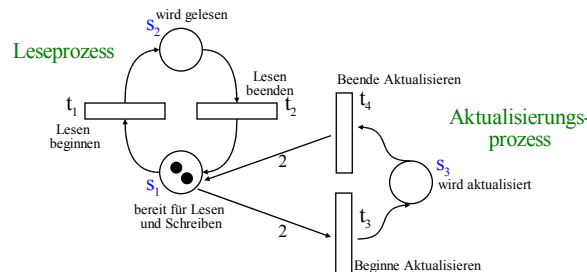 s2
wird gelesen
Leseprozess
Lesen
beenden
t1
t2
Lesen
beginnen
s1
bereit für Lesen
und Schreiben
Beende Aktualisieren
t4
Aktualisierungs-
prozess
2
s3
wird aktualisiert
t3
2
Beginne Aktualisieren